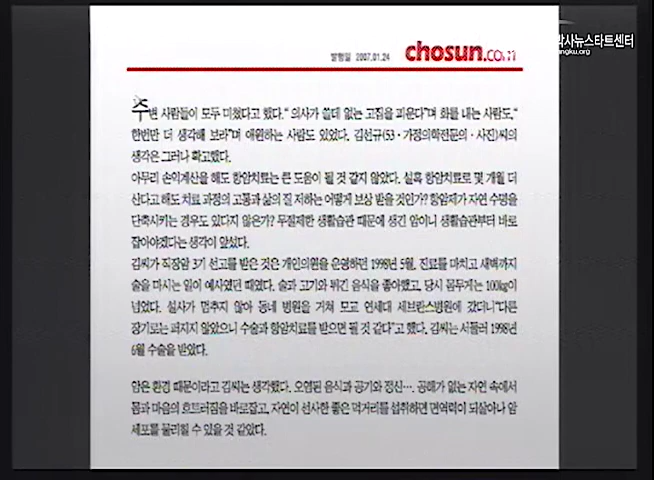 발행일 2007.01.24
chosun.com
박사뉴스타트센터
주변 사람들이 모두 미쳤다고 했다.“ 의사가 쓸데 없는 고집을 피운다”며 화를 내는 사람도,“
한번만 더 생각해 보라”며 애원하는 사람도 있었다. 김선규(53·가정의학전문의·사진)씨의
생각은 그러나 확고했다.
아무리 손익계산을 해도 항암치료는 큰 도움이 될 것 같지 않았다. 설혹 항암치료로 몇 개월 더
산다고 해도 치료 과정의 고통과 삶의 질 저하는 어떻게 보상 받을 것인가? 항암제가 자연 수명을
단축시키는 경우도 있다지 않은가? 무절제한 생활습관 때문에 생긴 암이니 생활습관부터 바로
잡아야겠다는 생각이 앞섰다.
김씨가 직장암 3기 선고를 받은 것은 개인의원을 운영하던 1998년 5월. 진료를 마치고 새벽까지
술을 마시는 일이 예사였던 때였다. 술과 고기와 튀긴 음식을 좋아했고, 당시 몸무게는 100㎏이
넘었다. 설사가 멈추지 않아 동네 병원을 거쳐 모교 연세대 세브란스병원에 갔더니“다른
장기로는 퍼지지 않았으니 수술과 항암치료를 받으면 될 것 같다”고 했다. 김씨는 서둘러 1998년
6월 수술을 받았다.
암은 환경 때문이라고 김씨는 생각했다. 오염된 음식과 공기와 정신…. 공해가 없는 자연 속에서
몸과 마음의 흐트러짐을 바로잡고, 자연이 선사한 좋은 먹거리를 섭취하면 면역력이 되살아나 암
세포를 물리칠 수 있을 것 같았다.